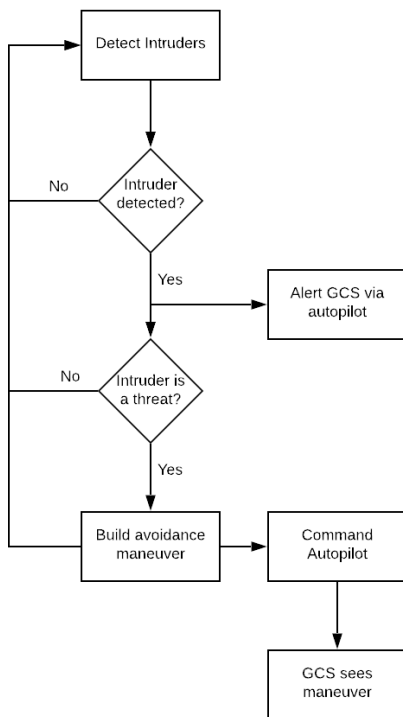 Detect Intruders
Intruder
detected?
No
Yes
Alert GCS via
autopilot
Intruder is
a threat?
No
Yes
Build avoidance
maneuver
Command
Autopilot
GCS sees
maneuver